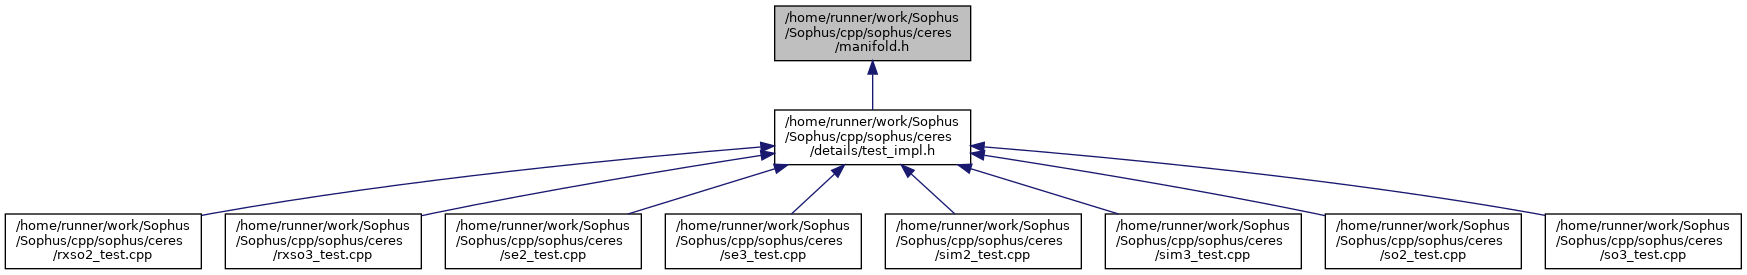 /home/runner/work/Sophus
/Sophus/cpp/sophus/ceres
/manifold.h
/home/runner/work/Sophus
/Sophus/cpp/sophus/ceres
/details/test_impl.h
/home/runner/work/Sophus
/Sophus/cpp/sophus/ceres
/rxso2_test.cpp
/home/runner/work/Sophus
/Sophus/cpp/sophus/ceres
/rxso3_test.cpp
/home/runner/work/Sophus
/Sophus/cpp/sophus/ceres
/se2_test.cpp
/home/runner/work/Sophus
/Sophus/cpp/sophus/ceres
/se3_test.cpp
/home/runner/work/Sophus
/Sophus/cpp/sophus/ceres
/sim2_test.cpp
/home/runner/work/Sophus
/Sophus/cpp/sophus/ceres
/sim3_test.cpp
/home/runner/work/Sophus
/Sophus/cpp/sophus/ceres
/so2_test.cpp
/home/runner/work/Sophus
/Sophus/cpp/sophus/ceres
/so3_test.cpp